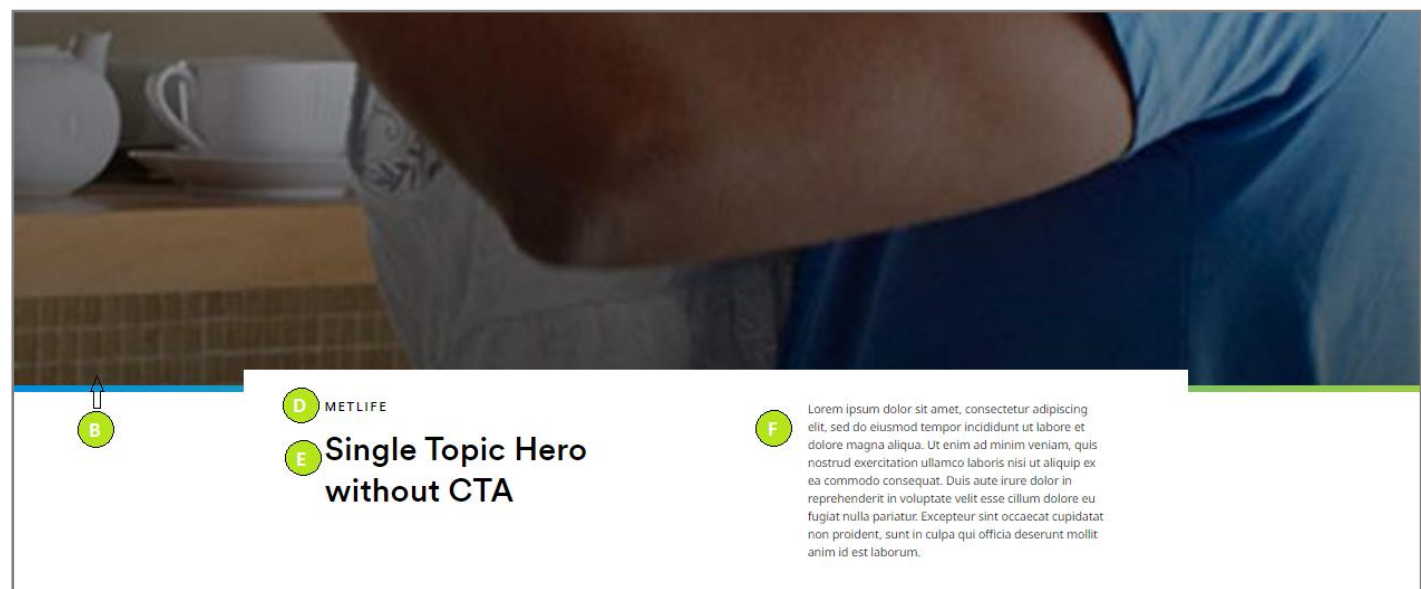 B
D METLIFE
E Single Topic Hero
without CTA
F
Lorem ipsum dolor sit amet, consectetur adipiscing
elit, sed do eiusmod tempor incididunt ut labore et
dolore magna aliqua. Ut enim ad minim veniam, quis
nostrud exercitation ullamco laboris nisi ut aliquip ex
ea commodo consequat. Duis aute irure dolor in
reprehenderit in voluptate velit esse cillum dolore eu
fugiat nulla pariatur. Excepteur sint occaecat cupidatat
non proident, sunt in culpa qui officia deserunt mollit
anim id est laborum.